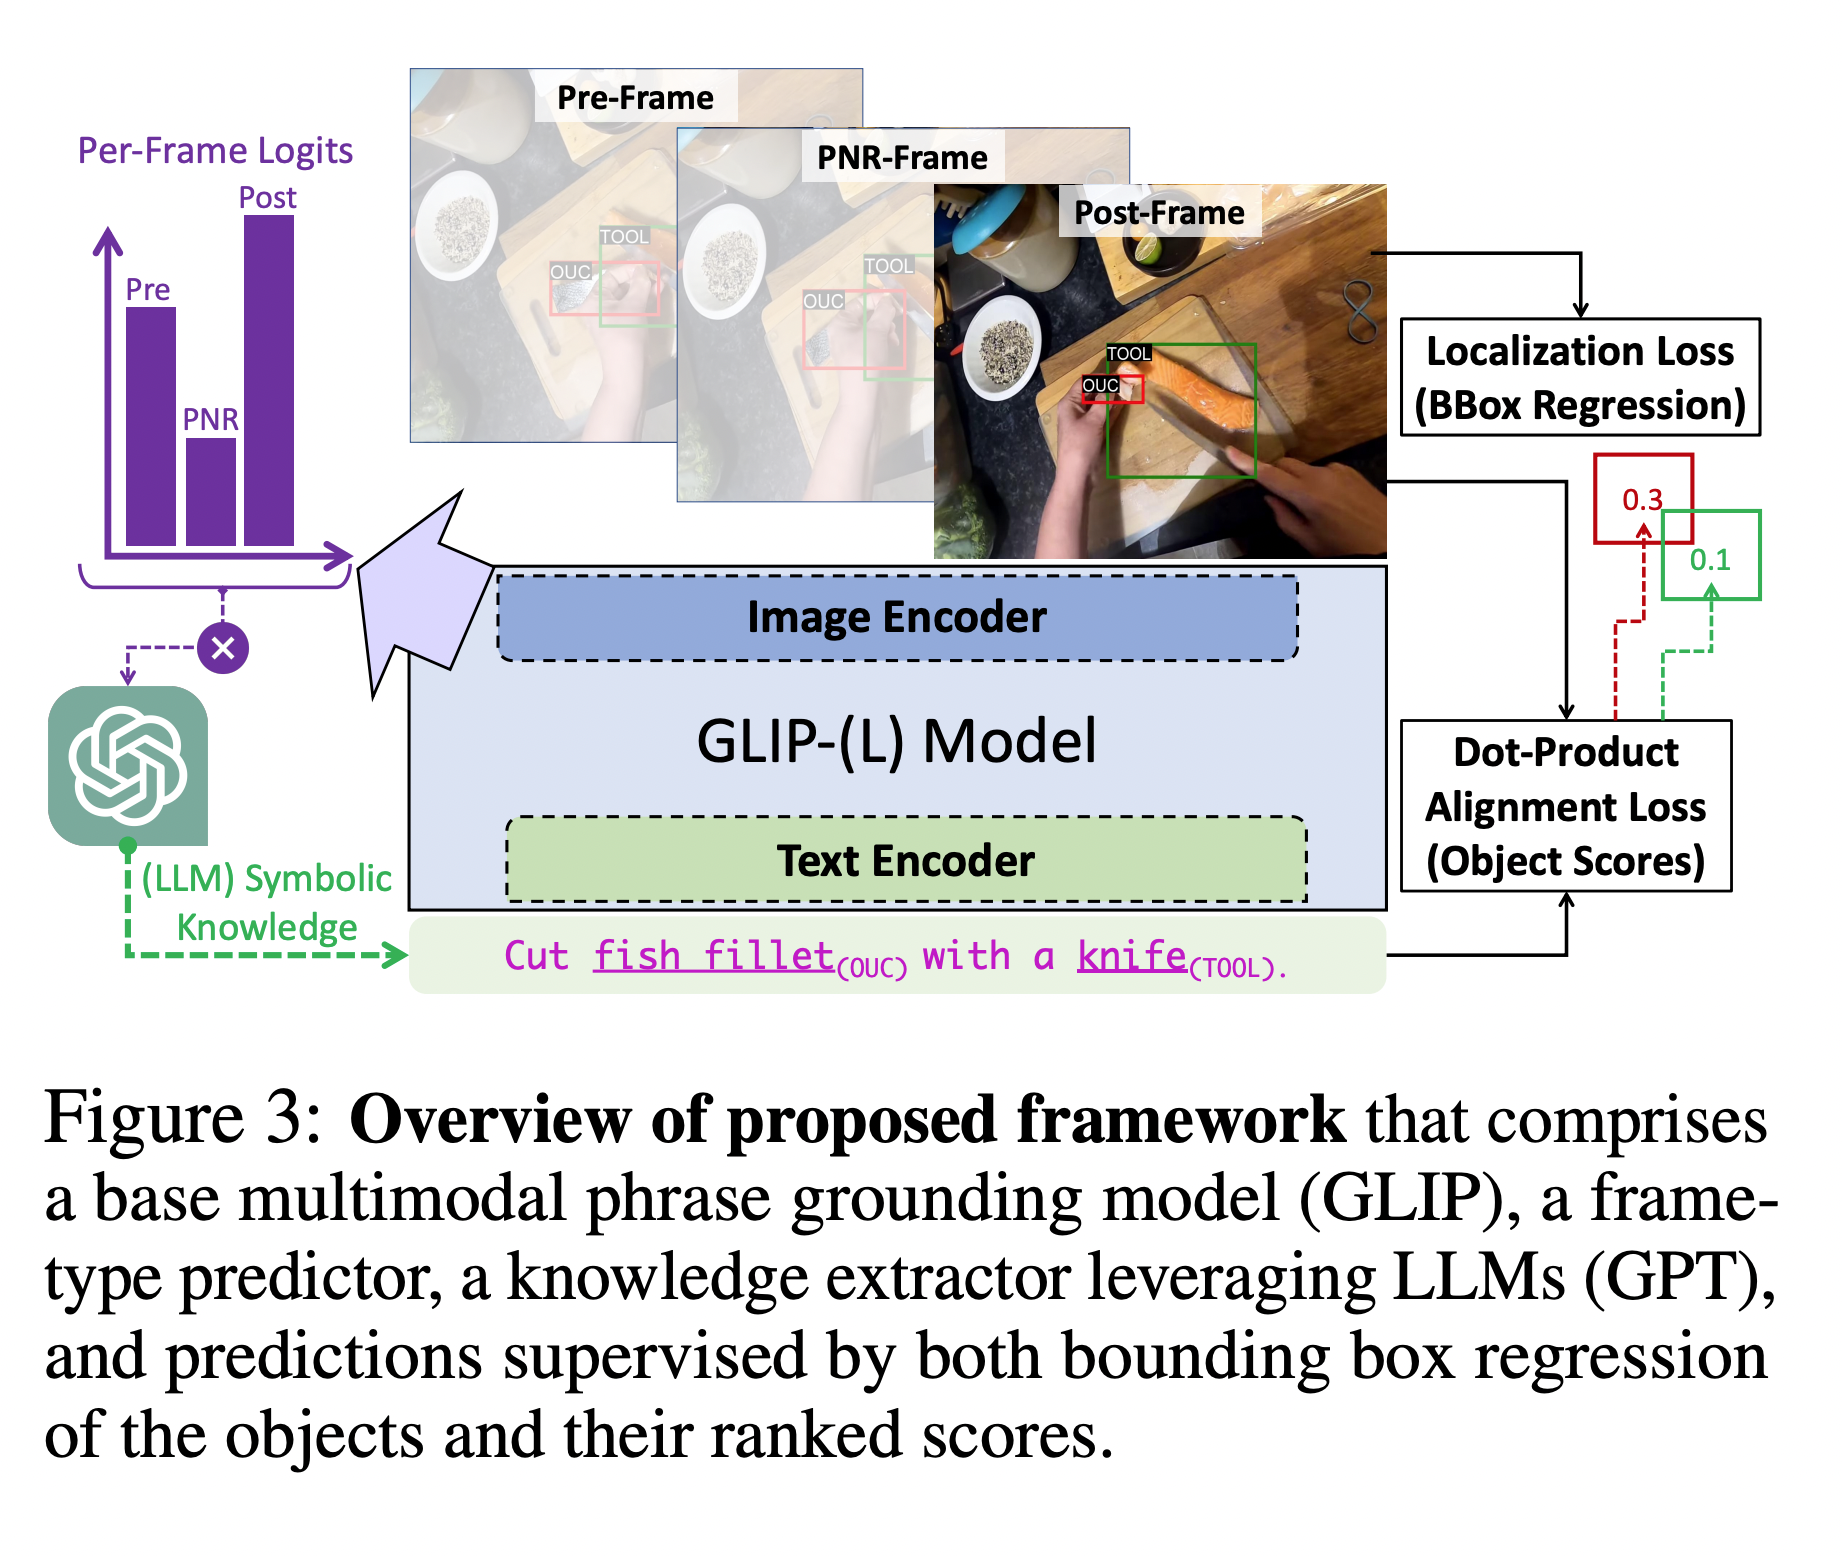 Per-Frame Logits
Pre
PNR
Post
Pre-Frame
TOOL
OUC
PNR-Frame
TOOL
OUC
Post-Frame
TOOL
OUC
Localization Loss
(BBox Regression)
0.3
0.1
Image Encoder
GLIP-(L) Model
Text Encoder
Dot-Product
Alignment Loss
(Object Scores)
(LLM) Symbolic
Knowledge
Cut fish fillet(OUC) with a knife(TOOL).
Figure 3: Overview of proposed framework that comprises
a base multimodal phrase grounding model (GLIP), a frame-
type predictor, a knowledge extractor leveraging LLMs (GPT),
and predictions supervised by both bounding box regression
of the objects and their ranked scores.